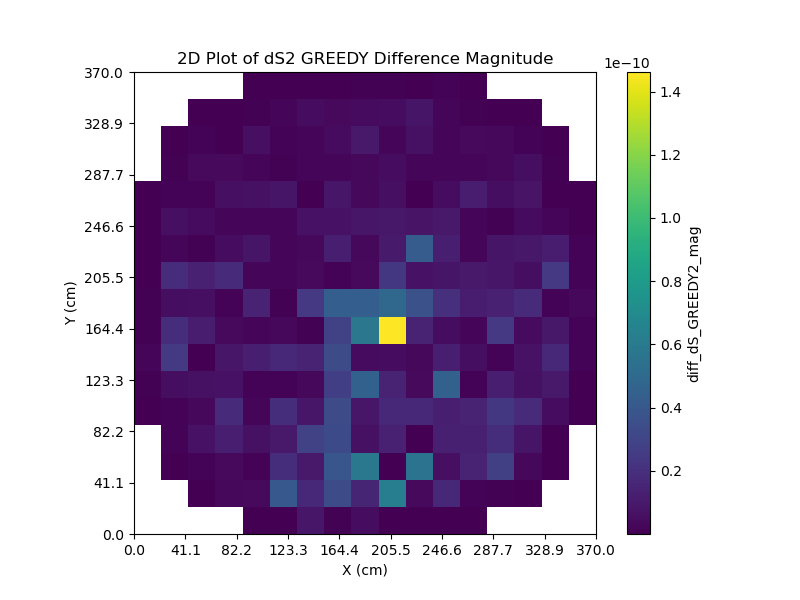 2D Plot of dS2 GREEDY Difference Magnitude
1e−10
370.0
328.9
287.7
246.6
205.5
164.4
123.3
82.2
41.1
0.0
Y (cm)
0.0 41.1 82.2 123.3 164.4 205.5 246.6 287.7 328.9 370.0
X (cm)
1.4
1.2
1.0
0.8
0.6
0.4
0.2
diff_dS_GREEDY2_mag